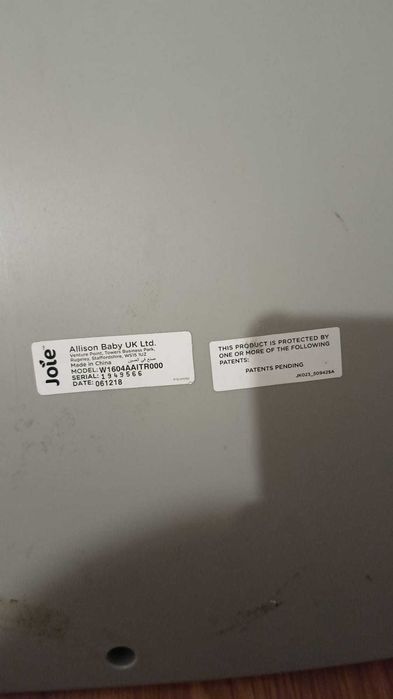 Joie
Allison Baby UK Ltd.
Venture Point, Towers Business Park,
Rugeley, Staffordshire, WS15 1UZ
Made in China صنع في الصين
MODEL: W1604AAITR000
SERIAL: 1949566
DATE: 061218
THIS PRODUCT IS PROTECTED BY
ONE OR MORE OF THE FOLLOWING
PATENTS:
PATENTS PENDING